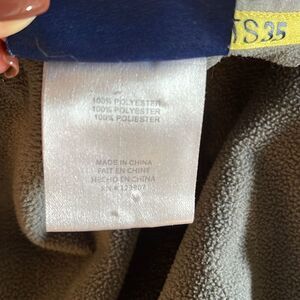 100% POLYESTER
100% POLYESTER
100% POLIESTER
MADE IN CHINA
FAIT EN CHINE
HECHO EN CHINA